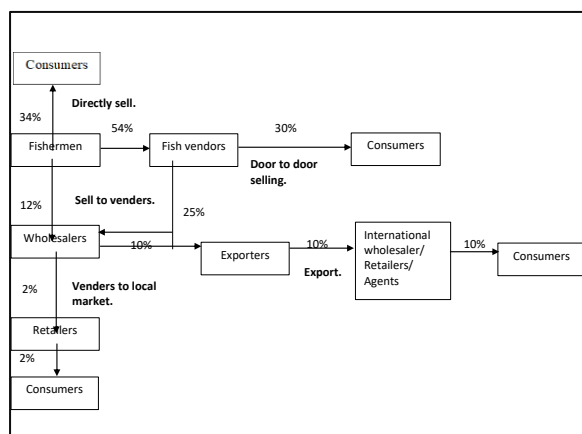 Consumers
34%
Directly sell.
54%
30%
Fishermen
Fish vendors
Consumers
Door to door
selling.
12%
Sell to venders.
25%
Wholesalers
10%
Exporters
10%
Export.
International
wholesaler/
Retailers/
Agents
10%
Consumers
2%
Venders to local
market.
Retailers
2%
Consumers